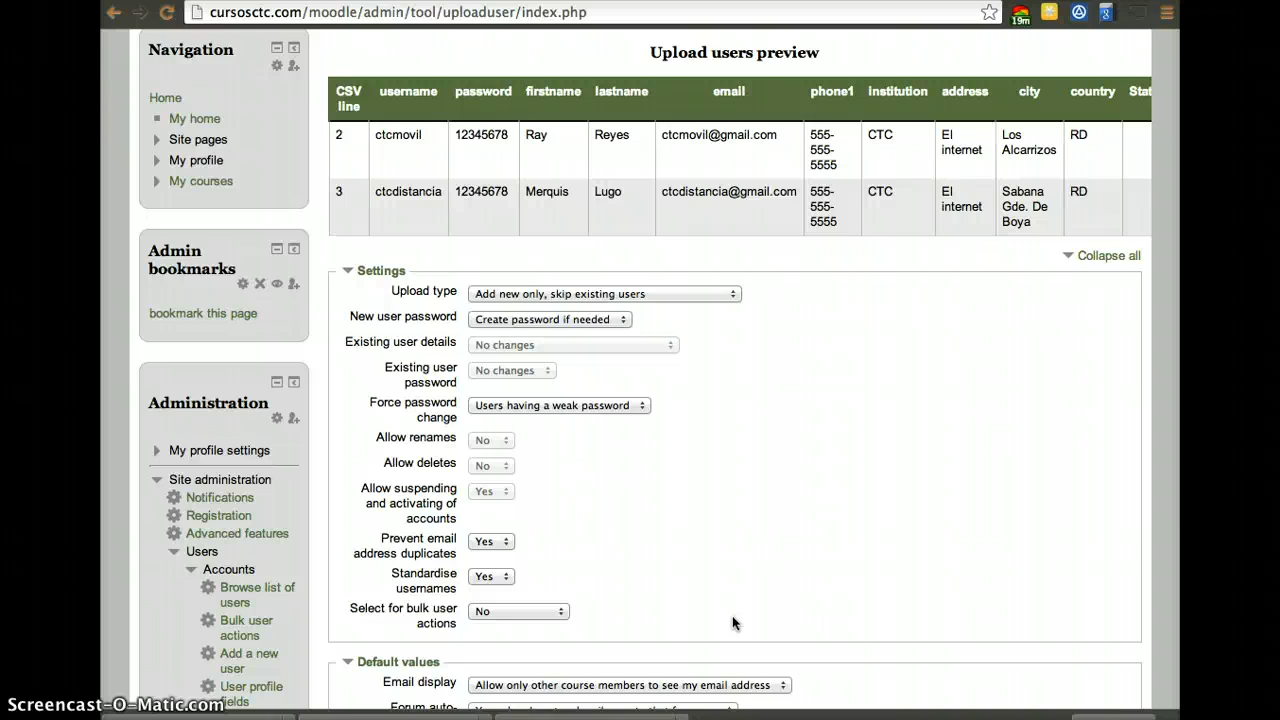 cursosctc.com/moodle/admin/tool/uploaduser/index.php
19m
Navigation
Home
My home
Site pages
My profile
My courses
Admin
bookmarks
bookmark this page
Administration
My profile settings
Site administration
Notifications
Registration
Advanced features
Users
Accounts
Browse list of
users
Bulk user
actions
Add a new
user
User profile
fields
Upload users preview
CSV line username password firstname lastname email phone1 institution address city country Stat
2 ctcmovil 12345678 Ray Reyes ctcmovil@gmail.com 555-555-5555 CTC El internet Los Alcarrizos RD
3 ctcdistancia 12345678 Merquis Lugo ctcdistancia@gmail.com 555-555-5555 CTC El internet Sabana Gde. De Boya RD
Collapse all
Settings
Upload type Add new only, skip existing users
New user password Create password if needed
Existing user details No changes
Existing user password No changes
Force password change Users having a weak password
Allow renames No
Allow deletes No
Allow suspending and activating of accounts Yes
Prevent email address duplicates Yes
Standardise usernames Yes
Select for bulk user actions No
Default values
Email display Allow only other course members to see my email address
Forum auto-
Screencast-O-Matic.com